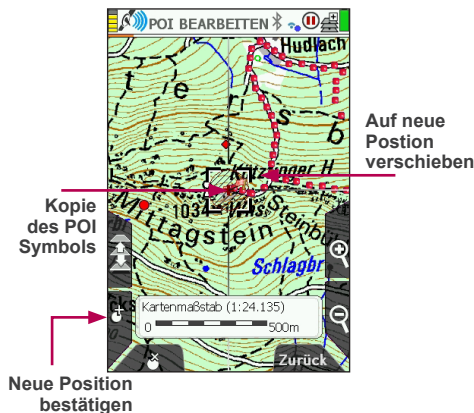 POI BEARBEITEN
Hudlach
t e r s b
Auf neue
Postion
verschieben
Kopie
des POI
Symbols
1034
Mittagstein
Steinbü
Schlagbr
Kartenmaßstab (1:24.135)
0 500m
Zurück
Neue Position
bestätigen